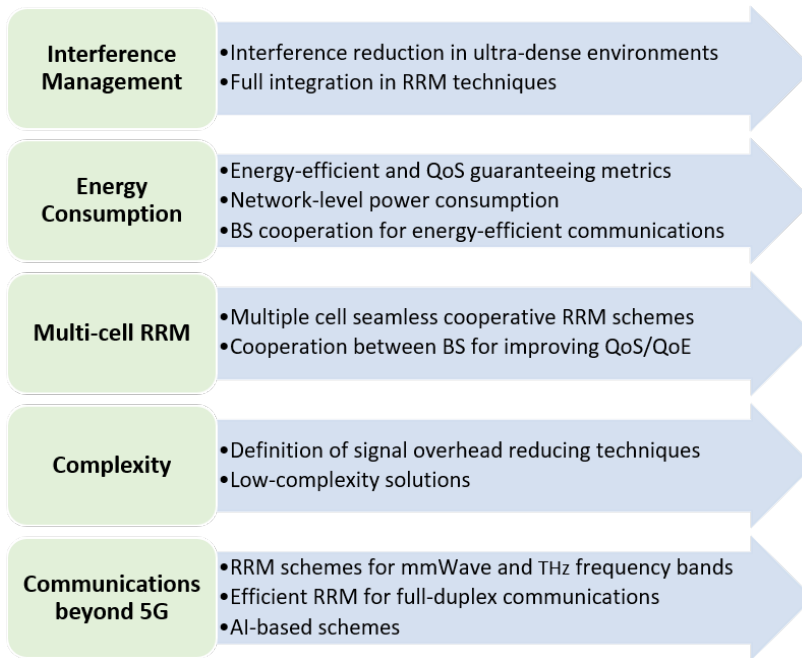 Interference
Management
•Interference reduction in ultra-dense environments
•Full integration in RRM techniques
Energy
Consumption
•Energy-efficient and QoS guaranteeing metrics
•Network-level power consumption
•BS cooperation for energy-efficient communications
Multi-cell RRM
•Multiple cell seamless cooperative RRM schemes
•Cooperation between BS for improving QoS/QoE
Complexity
•Definition of signal overhead reducing techniques
•Low-complexity solutions
Communications
beyond 5G
•RRM schemes for mmWave and THz frequency bands
•Efficient RRM for full-duplex communications
•AI-based schemes